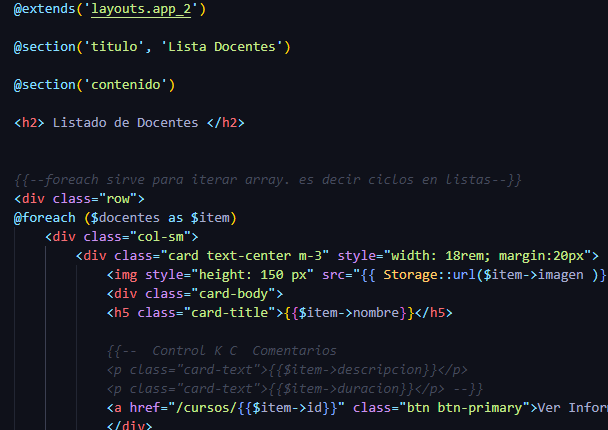 @extends('layouts.app_2')
@section('titulo', 'Lista Docentes')
@section('contenido')
<h2> Listado de Docentes </h2>
{{--foreach sirve para iterar array. es decir ciclos en listas--}}
<div class="row">
@foreach ($docentes as $item)
<div class="col-sm">
<div class="card text-center m-3" style="width: 18rem; margin:20px">
<img style="height: 150 px" src="{{ Storage::url($item->imagen )}
<div class="card-body">
<h5 class="card-title">{{$item->nombre}}</h5>
{{--  Control K C  Comentarios
<p class="card-text">{{$item->descripcion}}</p>
<p class="card-text">{{$item->duracion}}</p> --}}
<a href="/cursos/{{$item->id}}" class="btn btn-primary">Ver Infor
</div>